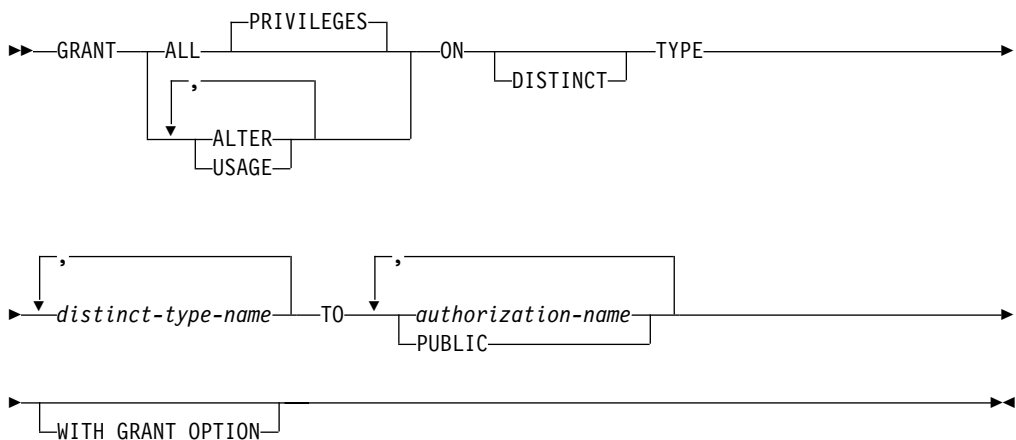 PRIVILEGES
GRANT ALL ON TYPE
DISTINCT
,
ALTER
USAGE
, ,
distinct-type-name TO authorization-name
PUBLIC
WITH GRANT OPTION